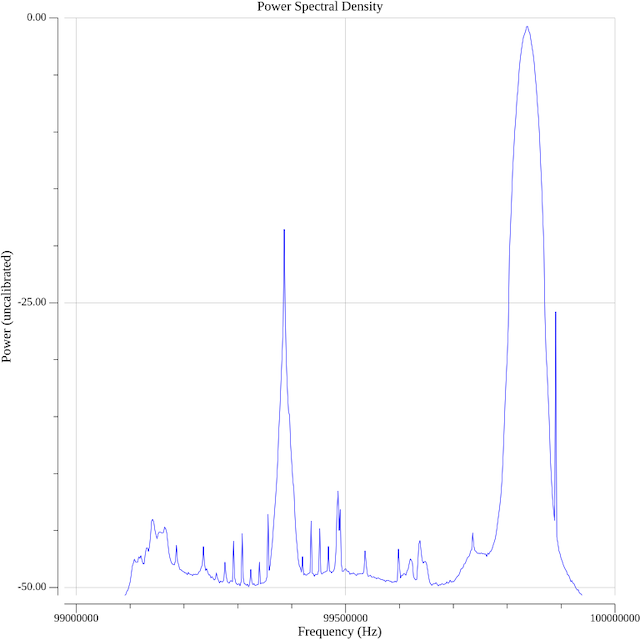 Power Spectral Density
0.00
-25.00
-50.00
Power (uncalibrated)
99000000
99500000
100000000
Frequency (Hz)